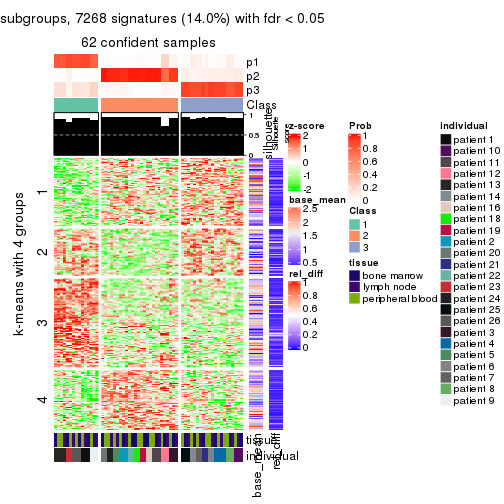 subgroups, 7268 signatures (14.0%) with fdr < 0.05
62 confident samples
p1
p2
p3
Class
1
0.5
0
silhouette
k-means with 4 groups
1
2
3
4
tissue
individual
base_mean
rel_diff
z-score
2
1
0
-1
-2
base_mean
2.5
2
1.5
1
0.5
rel_diff
1
0.8
0.6
0.4
0.2
0
Silhouette
score
Prob
1
0.8
0.6
0.4
0.2
0
Class
1
2
3
tissue
bone marrow
lymph node
peripheral blood
individual
patient 1
patient 10
patient 11
patient 12
patient 13
patient 14
patient 16
patient 18
patient 19
patient 2
patient 20
patient 21
patient 22
patient 23
patient 24
patient 25
patient 26
patient 3
patient 4
patient 5
patient 6
patient 7
patient 8
patient 9